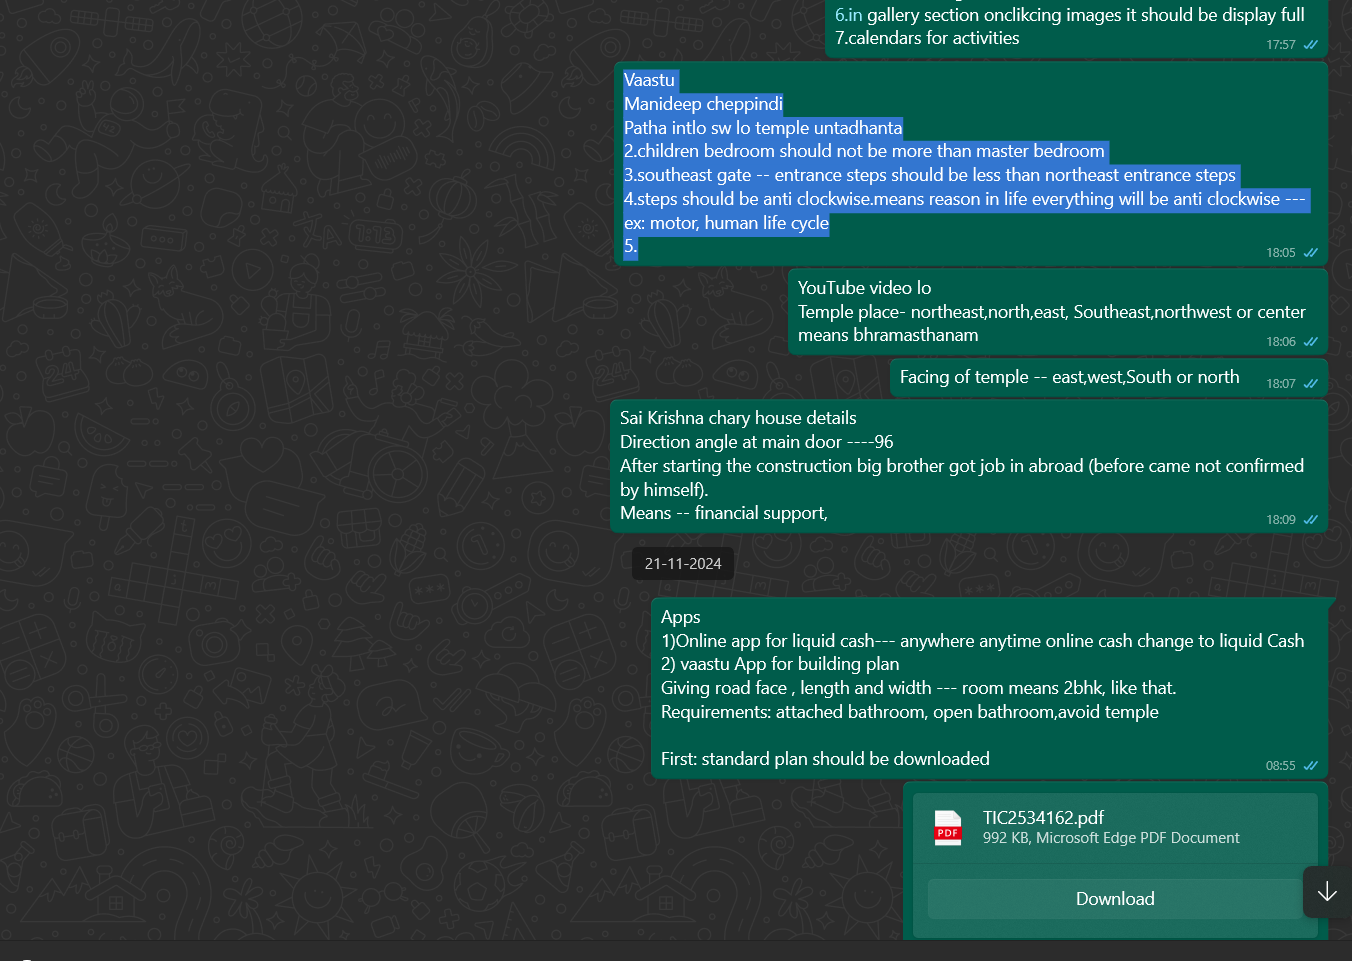 6.in gallery section onclikcing images it should be display full
7.calendars for activities
17:57
Vaastu
Manideep cheppindi
Patha intlo sw lo temple untadhanta
2.children bedroom should not be more than master bedroom
3.southeast gate -- entrance steps should be less than northeast entrance steps
4.steps should be anti clockwise.means reason in life everything will be anti clockwise ---
ex: motor, human life cycle
5.
18:05
YouTube video lo
Temple place- northeast,north,east, Southeast,northwest or center
means bhramasthanam
18:06
Facing of temple -- east,west,South or north
18:07
Sai Krishna chary house details
Direction angle at main door ----96
After starting the construction big brother got job in abroad (before came not confirmed
by himself).
Means -- financial support,
18:09
21-11-2024
Apps
1)Online app for liquid cash--- anywhere anytime online cash change to liquid Cash
2) vaastu App for building plan
Giving road face , length and width --- room means 2bhk, like that.
Requirements: attached bathroom, open bathroom,avoid temple
First: standard plan should be downloaded
08:55
PDF
TIC2534162.pdf
992 KB, Microsoft Edge PDF Document
Download